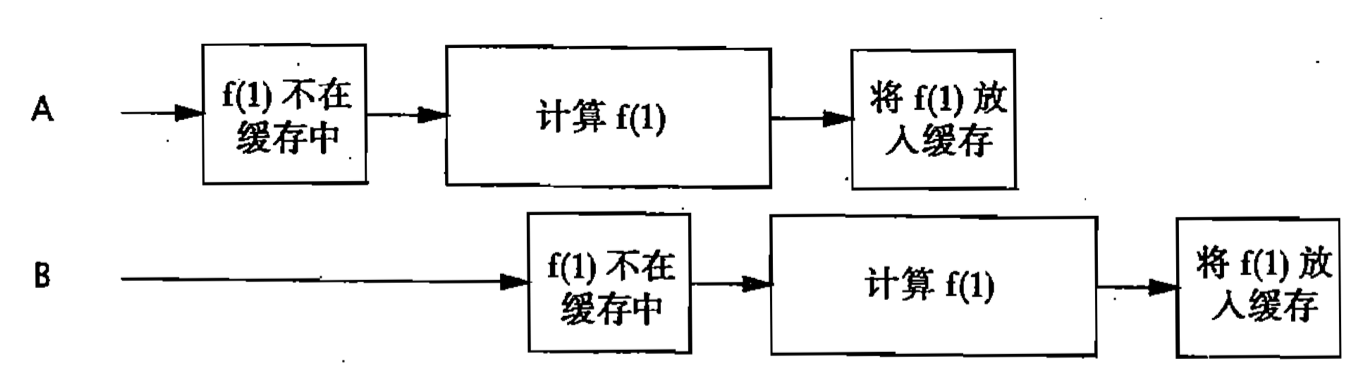 A
f(1) 不在
缓存中
计算 f(1)
将 f(1) 放
入缓存
B
f(1) 不在
缓存中
计算 f(1)
将 f(1) 放
入缓存